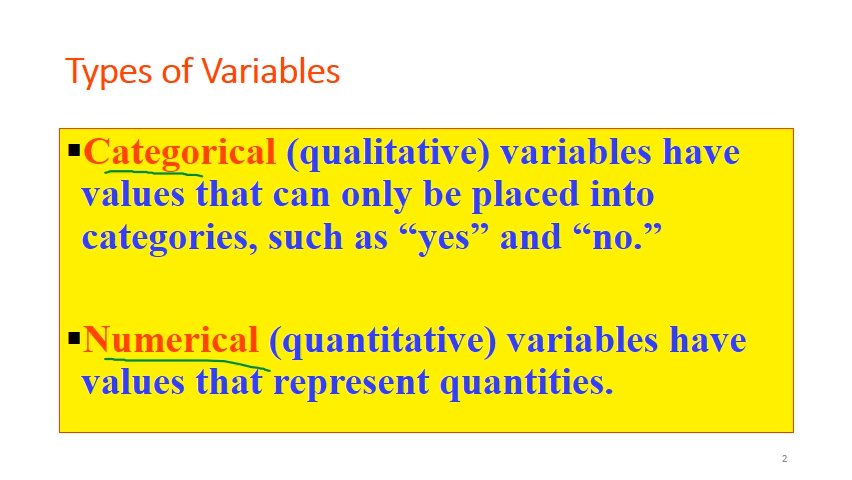 Types of Variables
▪Categorical (qualitative) variables have
values that can only be placed into
categories, such as “yes” and “no.”
▪Numerical (quantitative) variables have
values that represent quantities.
2